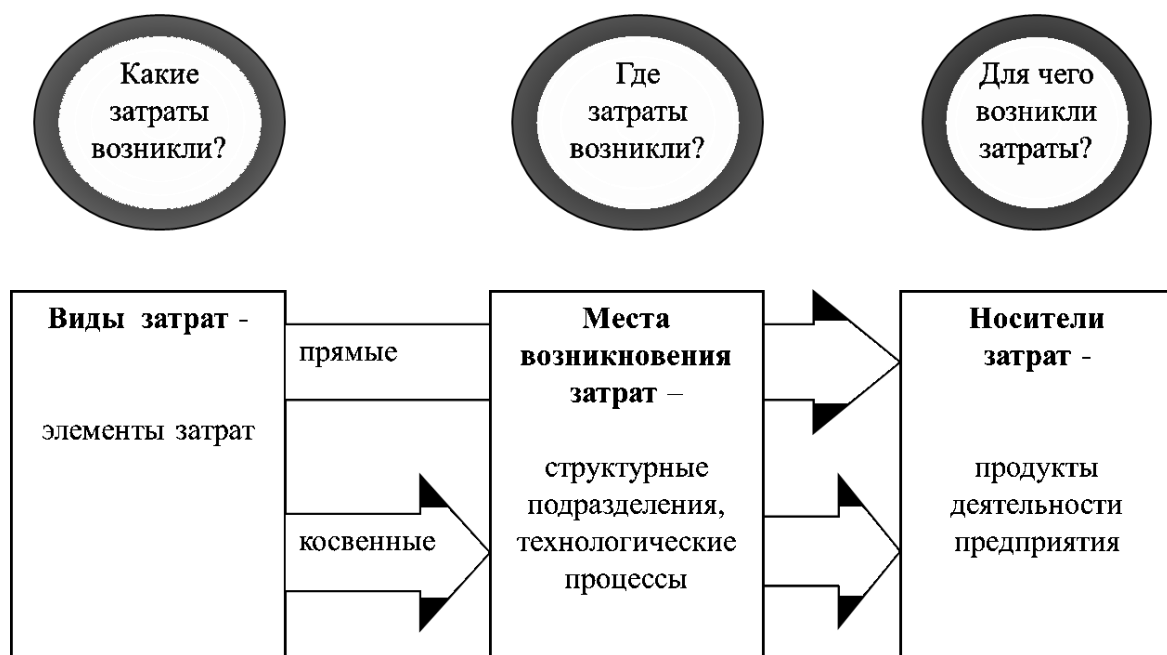 Какие
затраты
возникли?
Где
затраты
возникли?
Для чего
возникли
затраты?
Виды затрат -
элементы затрат
прямые
косвенные
Места
возникновения
затрат –
структурные
подразделения,
технологические
процессы
Носители
затрат -
продукты
деятельности
предприятия